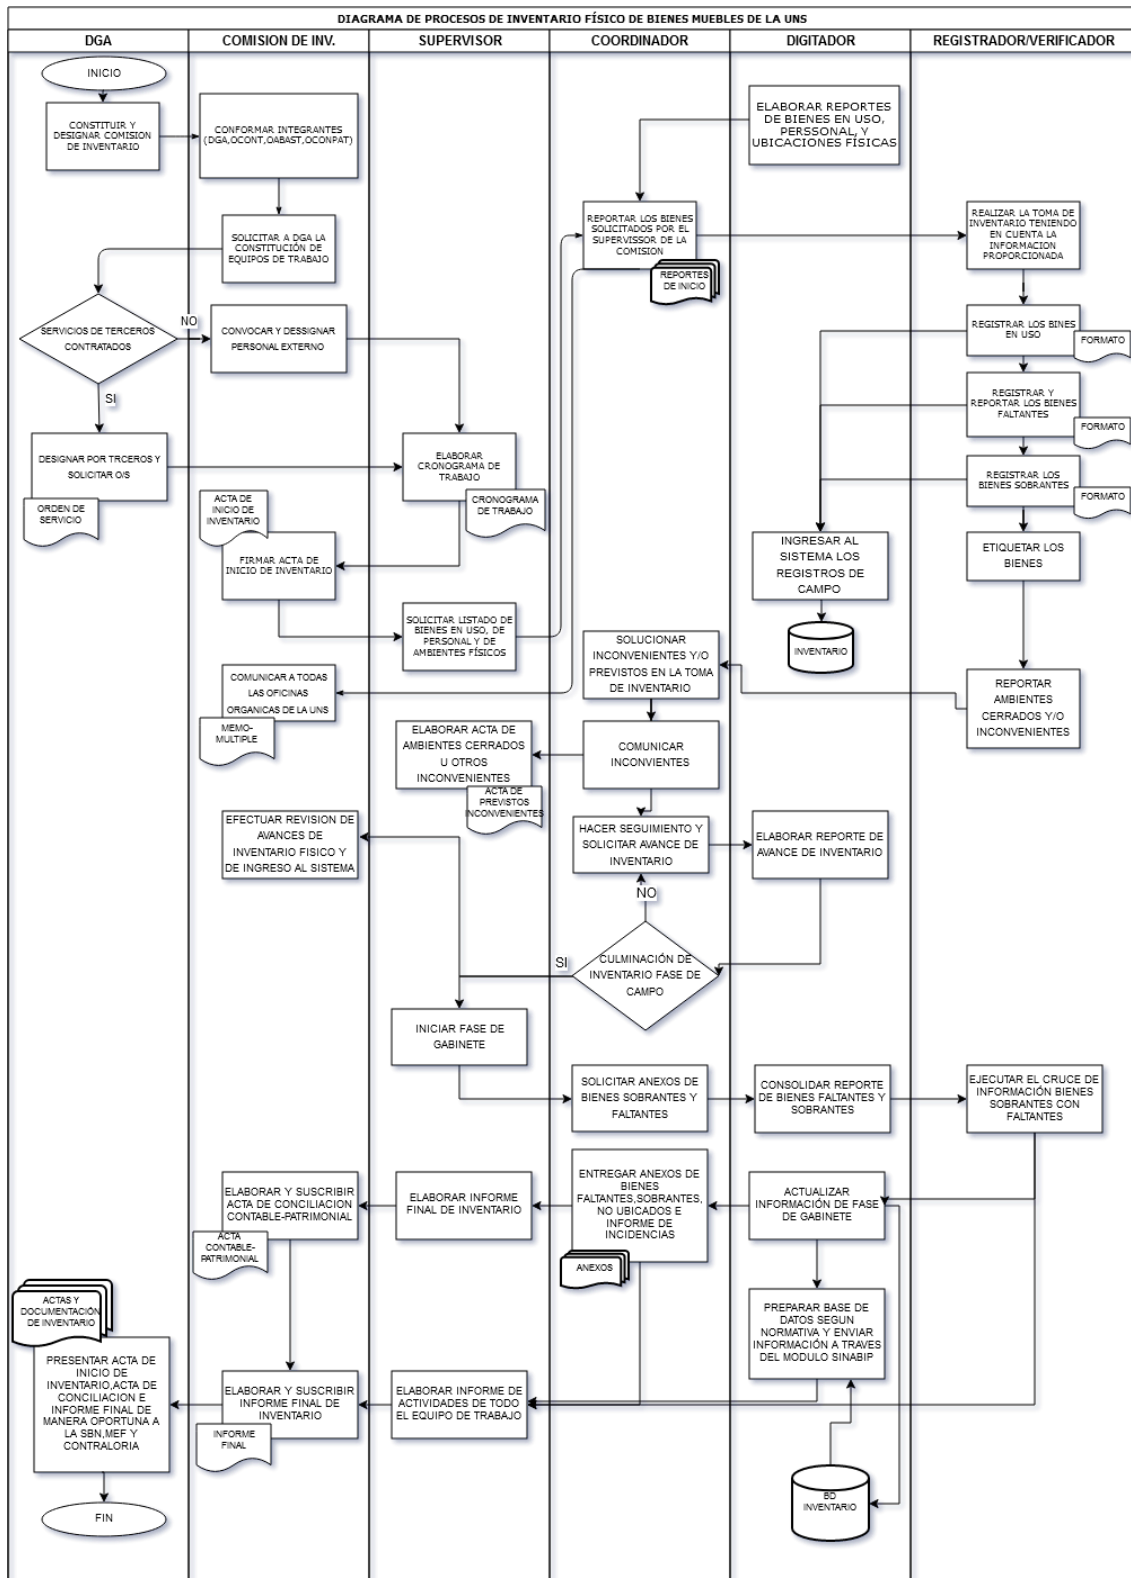 DIAGRAMA DE PROCESOS DE INVENTARIO FÍSICO DE BIENES MUEBLES DE LA UNS
DGA
COMISION DE INV.
SUPERVISOR
COORDINADOR
DIGITADOR
REGISTRADOR/VERIFICADOR
INICIO
CONSTITUIR Y
DESIGNAR COMISION
DE INVENTARIO
CONFORMAR INTEGRANTES
(DGA,OCONT,OABAST,OCONPAT)
ELABORAR REPORTES
DE BIENES EN USO,
PERSSONAL, Y
UBICACIONES FÍSICAS
SOLICITAR A DGA LA
CONSTITUCIÓN DE
EQUIPOS DE TRABAJO
REPORTAR LOS BIENES
SOLICITADOS POR EL
SUPERVISSOR DE LA
COMISION
REPORTES
DE INICIO
REALIZAR LA TOMA DE
INVENTARIO TENIENDO
EN CUENTA LA
INFORMACION
PROPORCIONADA
SERVICIOS DE TERCEROS
CONTRATADOS
NO
SI
CONVOCAR Y DESSIGNAR
PERSONAL EXTERNO
REGISTRAR LOS BINES
EN USO
FORMATO
REGISTRAR Y
REPORTAR LOS BIENES
FALTANTES
FORMATO
DESIGNAR POR TRCEROS Y
SOLICITAR O/S
ORDEN DE
SERVICIO
ELABORAR
CRONOGRAMA DE
TRABAJO
CRONOGRAMA
DE TRABAJO
REGISTRAR LOS
BIENES SOBRANTES
FORMATO
ACTA DE
INICIO DE
INVENTARIO
FIRMAR ACTA DE
INICIO DE INVENTARIO
INGRESAR AL
SISTEMA LOS
REGISTROS DE
CAMPO
INVENTARIO
ETIQUETAR LOS
BIENES
SOLICITAR LISTADO DE
BIENES EN USO, DE
PERSONAL Y DE
AMBIENTES FÍSICOS
SOLUCIONAR
INCONVENIENTES Y/O
PREVISTOS EN LA TOMA
DE INVENTARIO
COMUNICAR A TODAS
LAS OFICINAS
ORGANICAS DE LA UNS
MEMO-
MULTIPLE
REPORTAR
AMBIENTES
CERRADOS Y/O
INCONVENIENTES
ELABORAR ACTA DE
AMBIENTES CERRADOS
U OTROS
INCONVENIENTES
ACTA DE
PREVISTOS
INCONVENIENTES
COMUNICAR
INCONVIENTES
EFECTUAR REVISION DE
AVANCES DE
INVENTARIO FISICO Y
DE INGRESO AL SISTEMA
HACER SEGUIMIENTO Y
SOLICITAR AVANCE DE
INVENTARIO
ELABORAR REPORTE DE
AVANCE DE INVENTARIO
NO
SI
CULMINACIÓN DE
INVENTARIO FASE DE
CAMPO
INICIAR FASE DE
GABINETE
SOLICITAR ANEXOS DE
BIENES SOBRANTES Y
FALTANTES
CONSOLIDAR REPORTE
DE BIENES FALTANTES Y
SOBRANTES
EJECUTAR EL CRUCE DE
INFORMACIÓN BIENES
SOBRANTES CON
FALTANTES
ELABORAR Y SUSCRIBIR
ACTA DE CONCILIACION
CONTABLE-PATRIMONIAL
ACTA
CONTABLE-
PATRIMONIAL
ELABORAR INFORME
FINAL DE INVENTARIO
ENTREGAR ANEXOS DE
BIENES
FALTANTES,SOBRANTES,
NO UBICADOS E
INFORME DE
INCIDENCIAS
ANEXOS
ACTUALIZAR
INFORMACIÓN DE FASE
DE GABINETE
ACTAS Y
DOCUMENTACIÓN
DE INVENTARIO
PRESENTAR ACTA DE
INICIO DE
INVENTARIO,ACTA DE
CONCILIACION E
INFORME FINAL DE
MANERA OPORTUNA A
LA SBN,MEF Y
CONTRALORIA
PREPARAR BASE DE
DATOS SEGUN
NORMATIVA Y ENVIAR
INFORMACIÓN A TRAVES
DEL MODULO SINABIP
ELABORAR Y SUSCRIBIR
INFORME FINAL DE
INVENTARIO
INFORME
FINAL
ELABORAR INFORME DE
ACTIVIDADES DE TODO
EL EQUIPO DE TRABAJO
BD
INVENTARIO
FIN